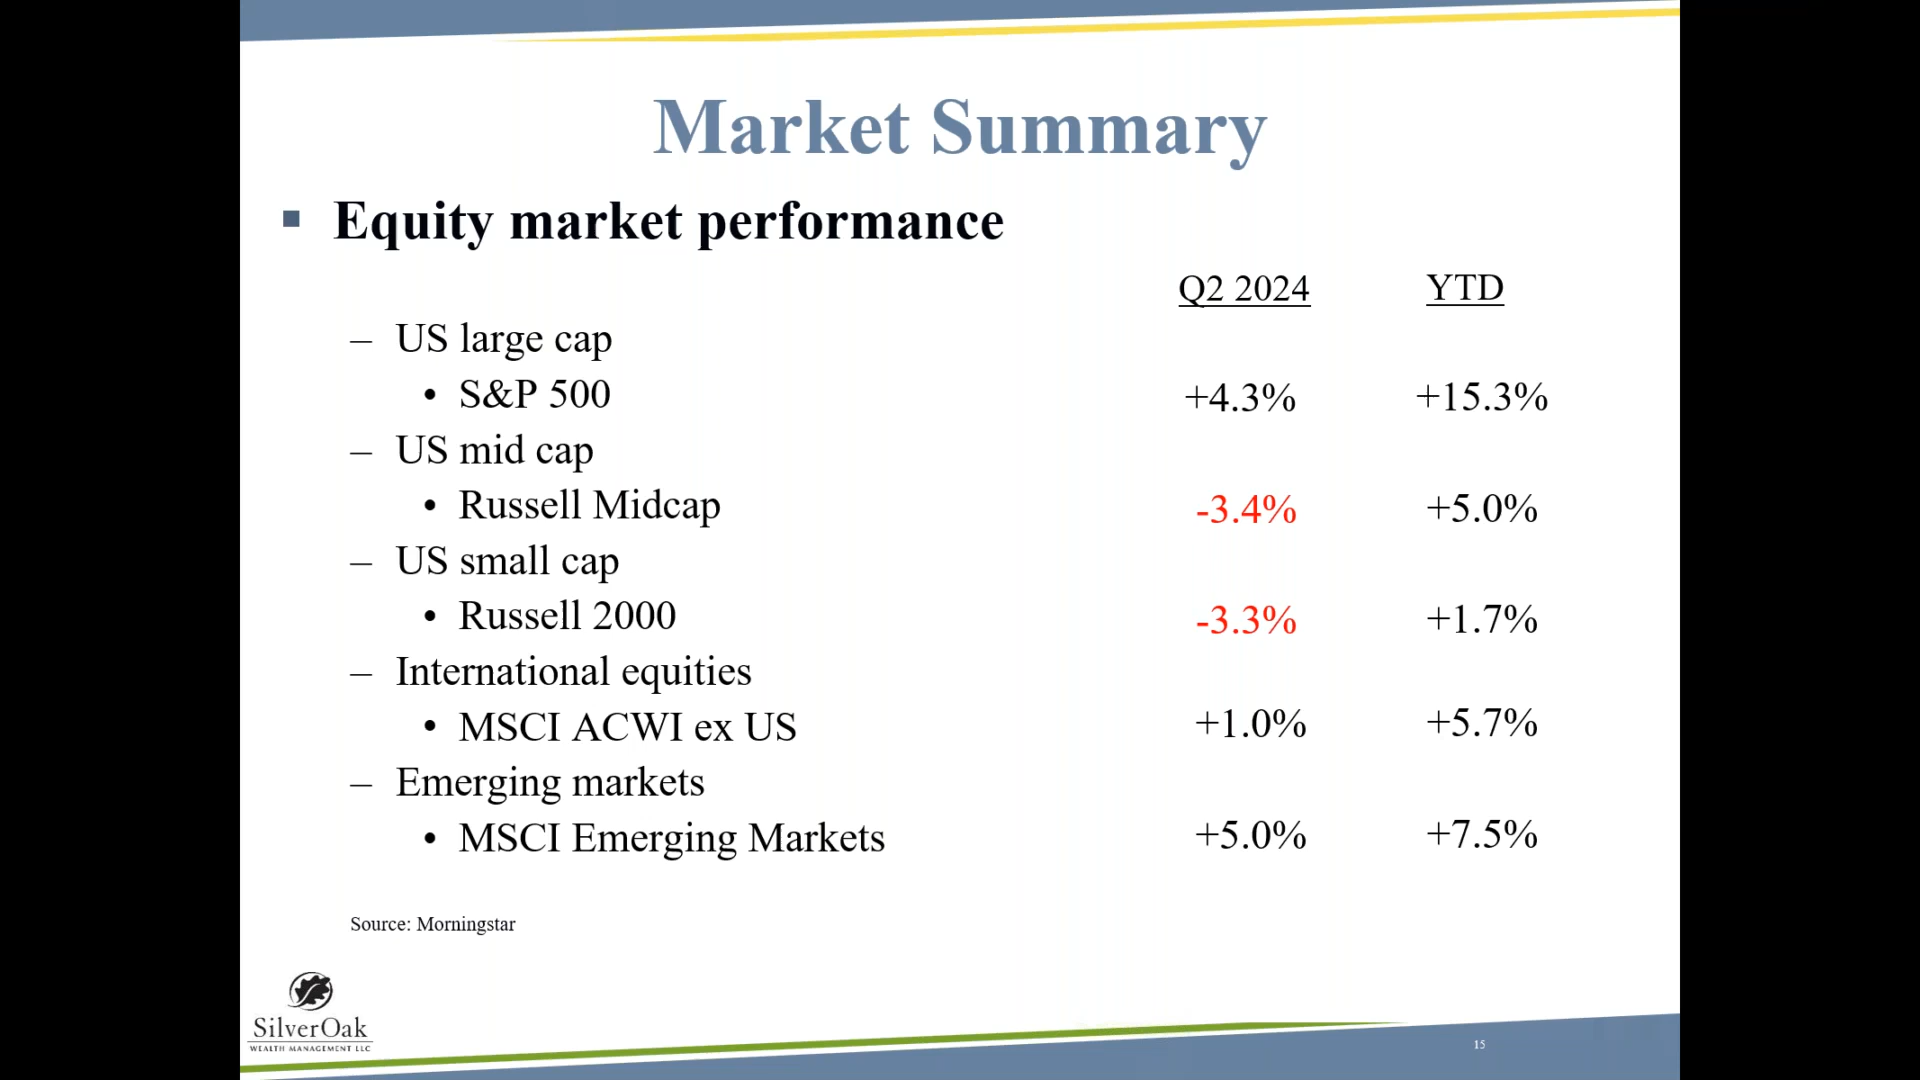 Market Summary
▪ Equity market performance
Q2 2024 YTD
– US large cap
• S&P 500 +4.3% +15.3%
– US mid cap
• Russell Midcap -3.4% +5.0%
– US small cap
• Russell 2000 -3.3% +1.7%
– International equities
• MSCI ACWI ex US +1.0% +5.7%
– Emerging markets
• MSCI Emerging Markets +5.0% +7.5%
Source: Morningstar
SilverOak
WEALTH MANAGEMENT LLC
15